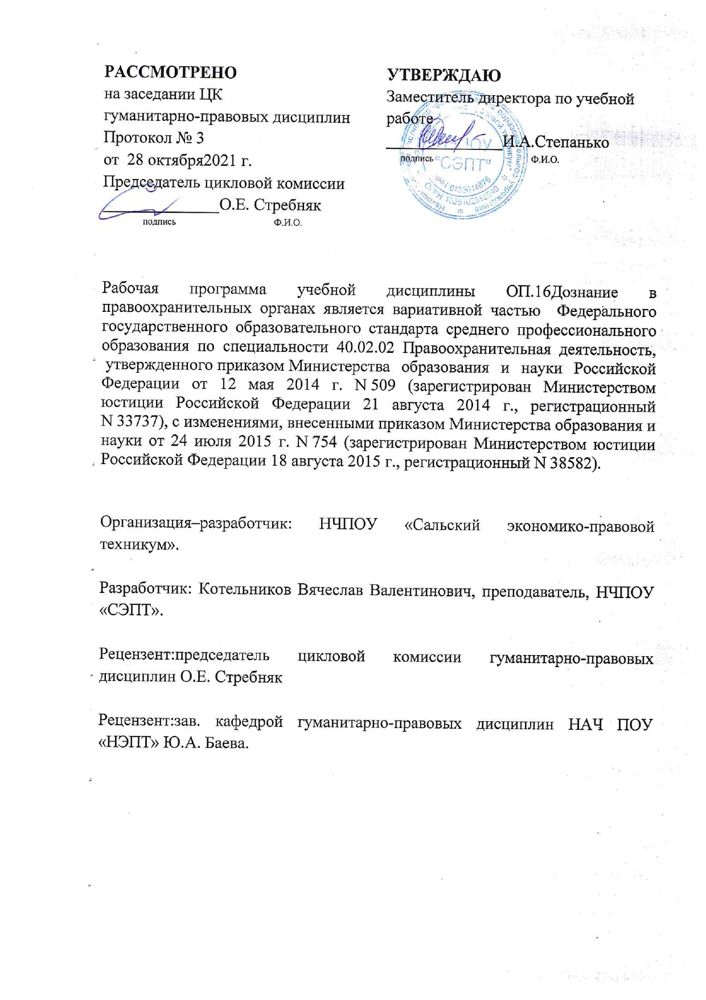 РАССМОТРЕНО
на заседании ЦК
гуманитарно-правовых дисциплин
Протокол № 3
от 28 октября2021 г.
Председатель цикловой комиссии
_______________О.Е. Стребняк
подпись Ф.И.О.
УТВЕРЖДАЮ
Заместитель директора по учебной
работе
_______________И.А.Степанько
подпись Ф.И.О.
"СЭПТ"
ИНН 6153014876
Рабочая программа учебной дисциплины ОП.16Дознание в
правоохранительных органах является вариативной частью Федерального
государственного образовательного стандарта среднего профессионального
образования по специальности 40.02.02 Правоохранительная деятельность,
утвержденного приказом Министерства образования и науки Российской
Федерации от 12 мая 2014 г. N 509 (зарегистрирован Министерством
юстиции Российской Федерации 21 августа 2014 г., регистрационный
N 33737), с изменениями, внесенными приказом Министерства образования и
науки от 24 июля 2015 г. N 754 (зарегистрирован Министерством юстиции
Российской Федерации 18 августа 2015 г., регистрационный N 38582).
Организация–разработчик: НЧПОУ «Сальский экономико-правовой
техникум».
Разработчик: Котельников Вячеслав Валентинович, преподаватель, НЧПОУ
«СЭПТ».
Рецензент:председатель цикловой комиссии гуманитарно-правовых
дисциплин О.Е. Стребняк
Рецензент:зав. кафедрой гуманитарно-правовых дисциплин НАЧ ПОУ
«НЭПТ» Ю.А. Баева.